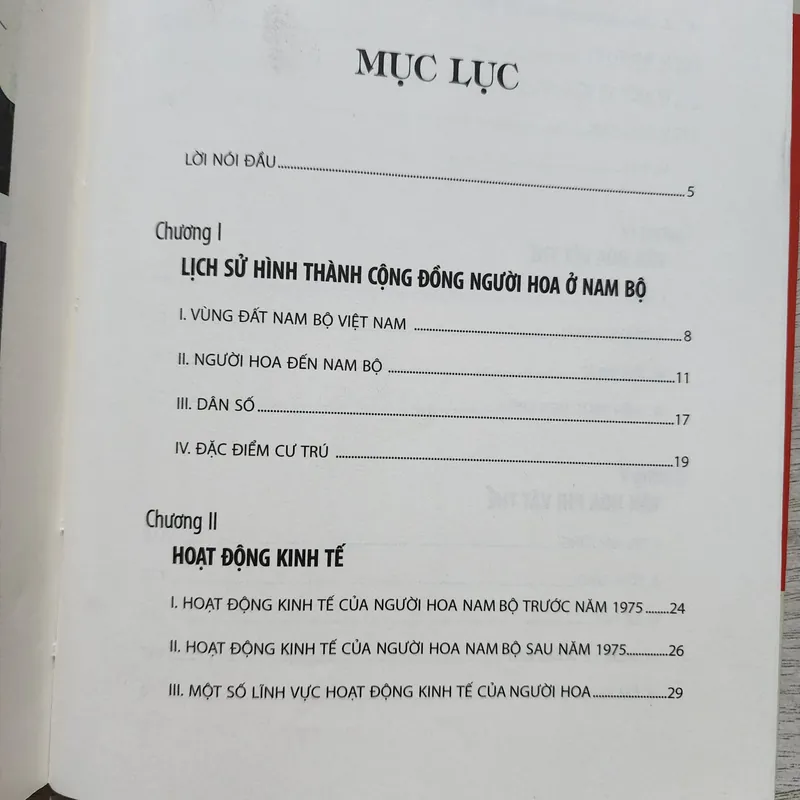 MỤC LỤC
LỜI NÓI ĐẦU........5
Chương I
LỊCH SỬ HÌNH THÀNH CỘNG ĐỒNG NGƯỜI HOA Ở NAM BỘ
I. VÙNG ĐẤT NAM BỘ VIỆT NAM ........8
II. NGƯỜI HOA ĐẾN NAM BỘ ........11
III. DÂN SỐ........17
IV. ĐẶC ĐIỂM CƯ TRÚ ........19
Chương II
HOẠT ĐỘNG KINH TẾ
I. HOẠT ĐỘNG KINH TẾ CỦA NGƯỜI HOA NAM BỘ TRƯỚC NĂM 1975........24
II. HOẠT ĐỘNG KINH TẾ CỦA NGƯỜI HOA NAM BỘ SAU NĂM 1975........26
III. MỘT SỐ LĨNH VỰC HOẠT ĐỘNG KINH TẾ CỦA NGƯỜI HOA........29